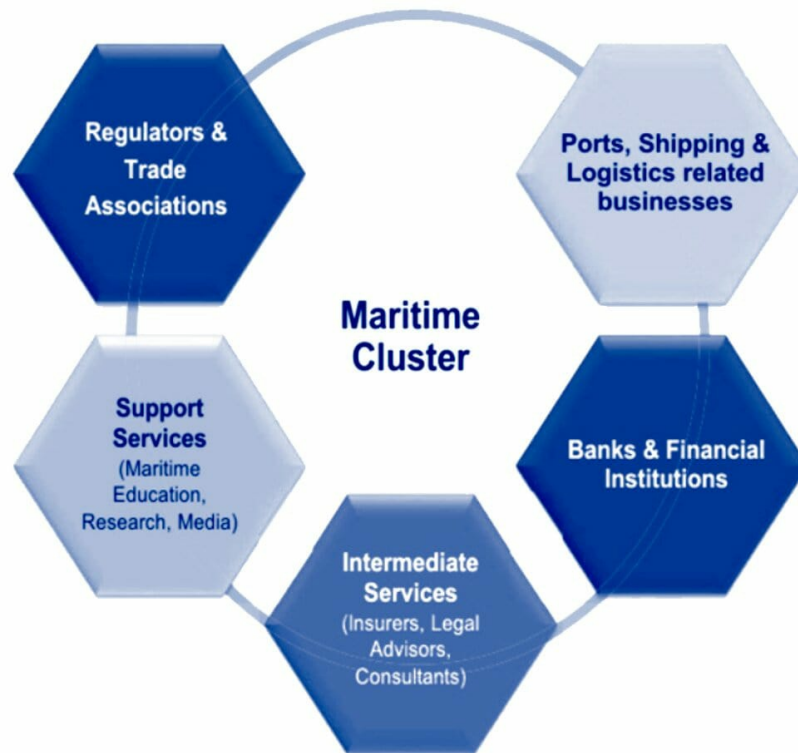 Regulators &
Trade
Associations
Ports, Shipping &
Logistics related
businesses
Maritime
Cluster
Support
Services
(Maritime
Education,
Research, Media)
Banks & Financial
Institutions
Intermediate
Services
(Insurers, Legal
Advisors,
Consultants)